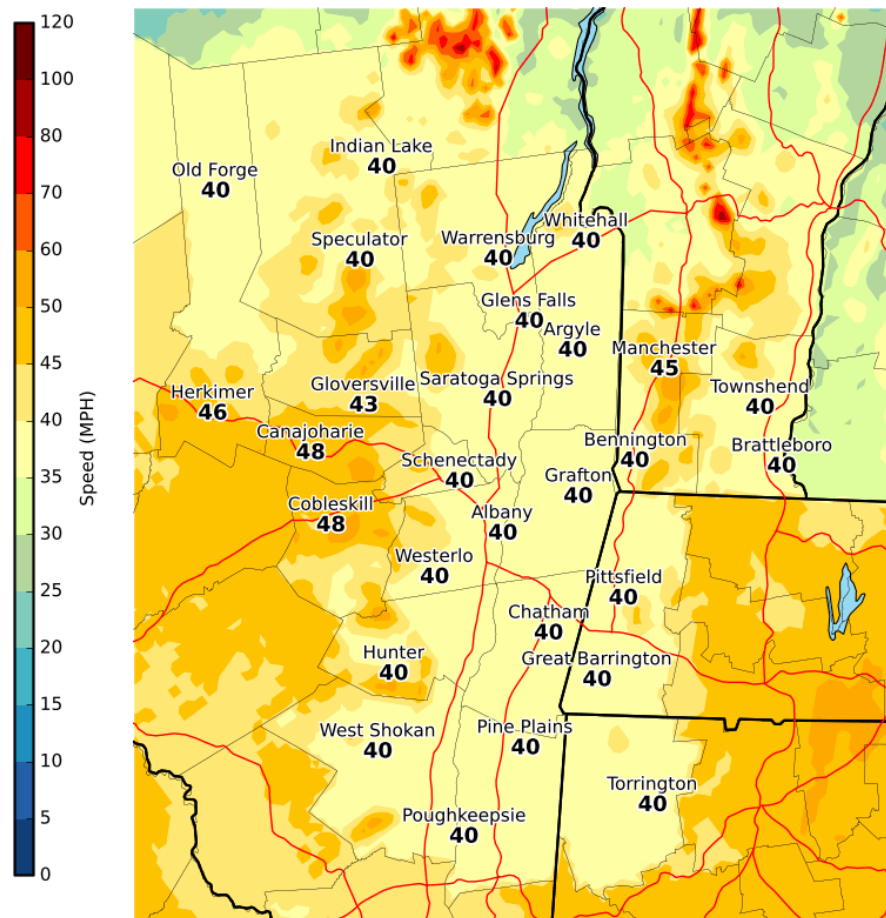 120
100
80
70
60
50
45
40
35
30
25
20
15
10
5
0
Speed (MPH)
Indian Lake
40
Old Forge
40
Whitehall
40
Speculator
40
Warrensburg
40
Glens Falls
40
Argyle
40
Manchester
45
Herkimer
46
Gloversville
43
Saratoga Springs
40
Townshend
40
Canajoharie
48
Bennington
40
Brattleboro
40
Schenectady
40
Grafton
40
Cobleskill
48
Albany
40
Westerlo
40
Pittsfield
40
Chatham
40
Hunter
40
Great Barrington
40
West Shokan
40
Pine Plains
40
Torrington
40
Poughkeepsie
40